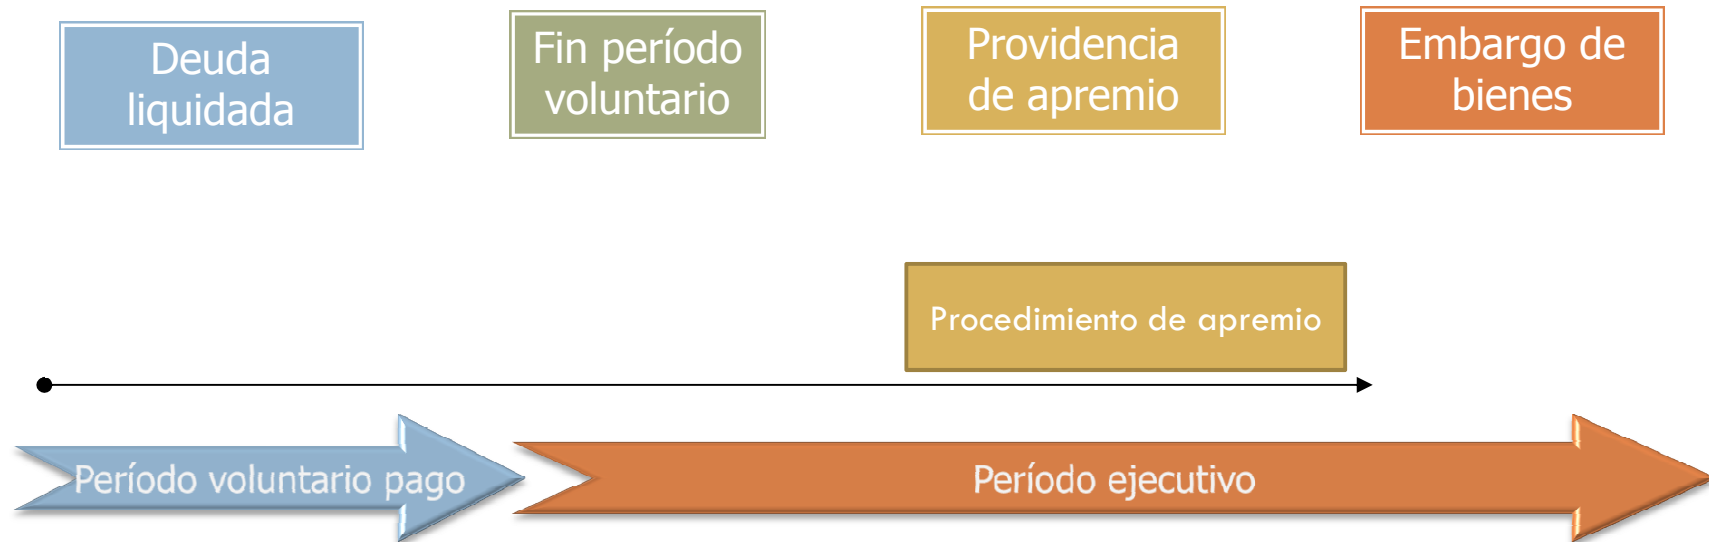 Deuda
liquidada
Fin período
voluntario
Providencia
de apremio
Embargo de
bienes
Procedimiento de apremio
Período voluntario pago
Período ejecutivo